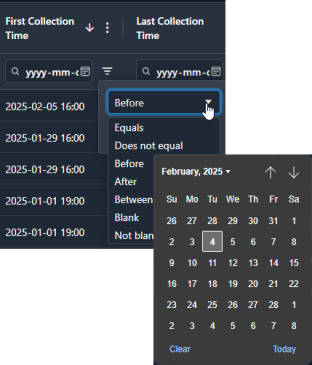 First Collection Time
Last Collection Time
yyyy-mm-
yyyy-mm-
2025-02-05 16:00
2025-01-29 16:00
2025-01-29 16:00
2025-01-01 19:00
2025-01-01 19:00
Before
Equals
Does not equal
Before
After
Between
Blank
Not blan
February, 2025
Su Mo Tu We Th Fr Sa
26 27 28 29 30 31 1
2 3 4 5 6 7 8
9 10 11 12 13 14 15
16 17 18 19 20 21 22
23 24 25 26 27 28 1
2 3 4 5 6 7 8
Clear Today